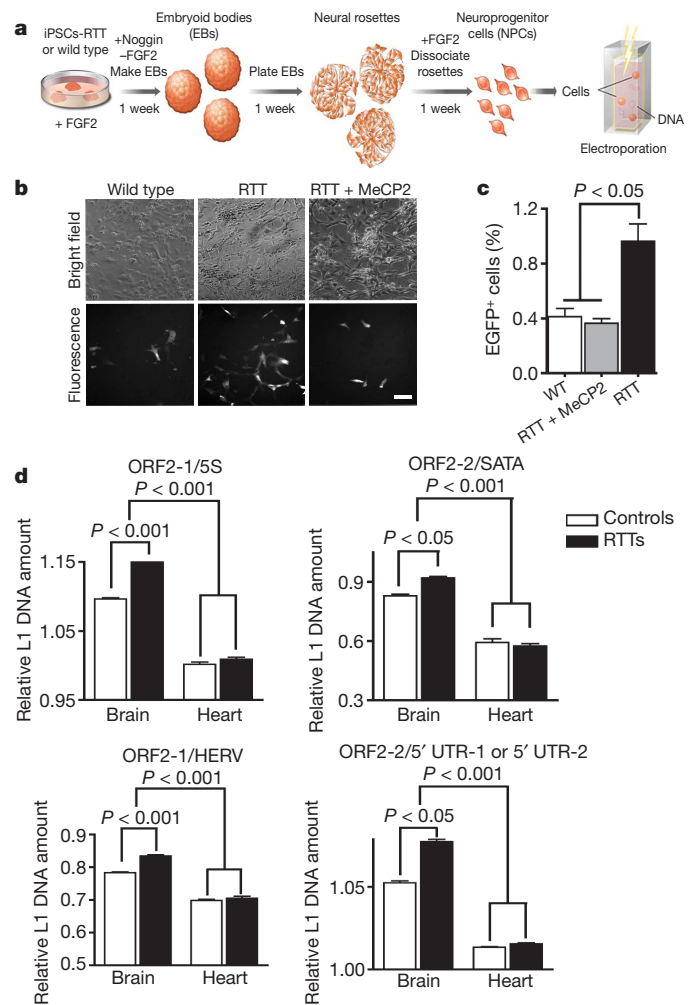 a
iPSCs-RTT
or wild type
+ FGF2
+Noggin
–FGF2
Make EBs
1 week
Embryoid bodies
(EBs)
Plate EBs
1 week
Neural rosettes
+FGF2
Dissociate
rosettes
1 week
Neuroprogenitor
cells (NPCs)
Cells
DNA
Electroporation
b
Wild type
RTT
RTT + MeCP2
Bright field
Fluorescence
c
P < 0.05
EGFP+ cells (%)
1.2
0.8
0.4
0.0
WT
RTT + MeCP2
RTT
d
ORF2-1/5S
P < 0.001
P < 0.001
Relative L1 DNA amount
1.15
1.05
0.95
Brain
Heart
ORF2-2/SATA
P < 0.001
P < 0.05
Relative L1 DNA amount
0.9
0.6
0.3
Brain
Heart
Controls
RTTs
ORF2-1/HERV
P < 0.001
P < 0.001
Relative L1 DNA amount
0.9
0.8
0.7
0.6
0.5
Brain
Heart
ORF2-2/5′ UTR-1 or 5′ UTR-2
P < 0.001
P < 0.05
Relative L1 DNA amount
1.05
1.00
Brain
Heart